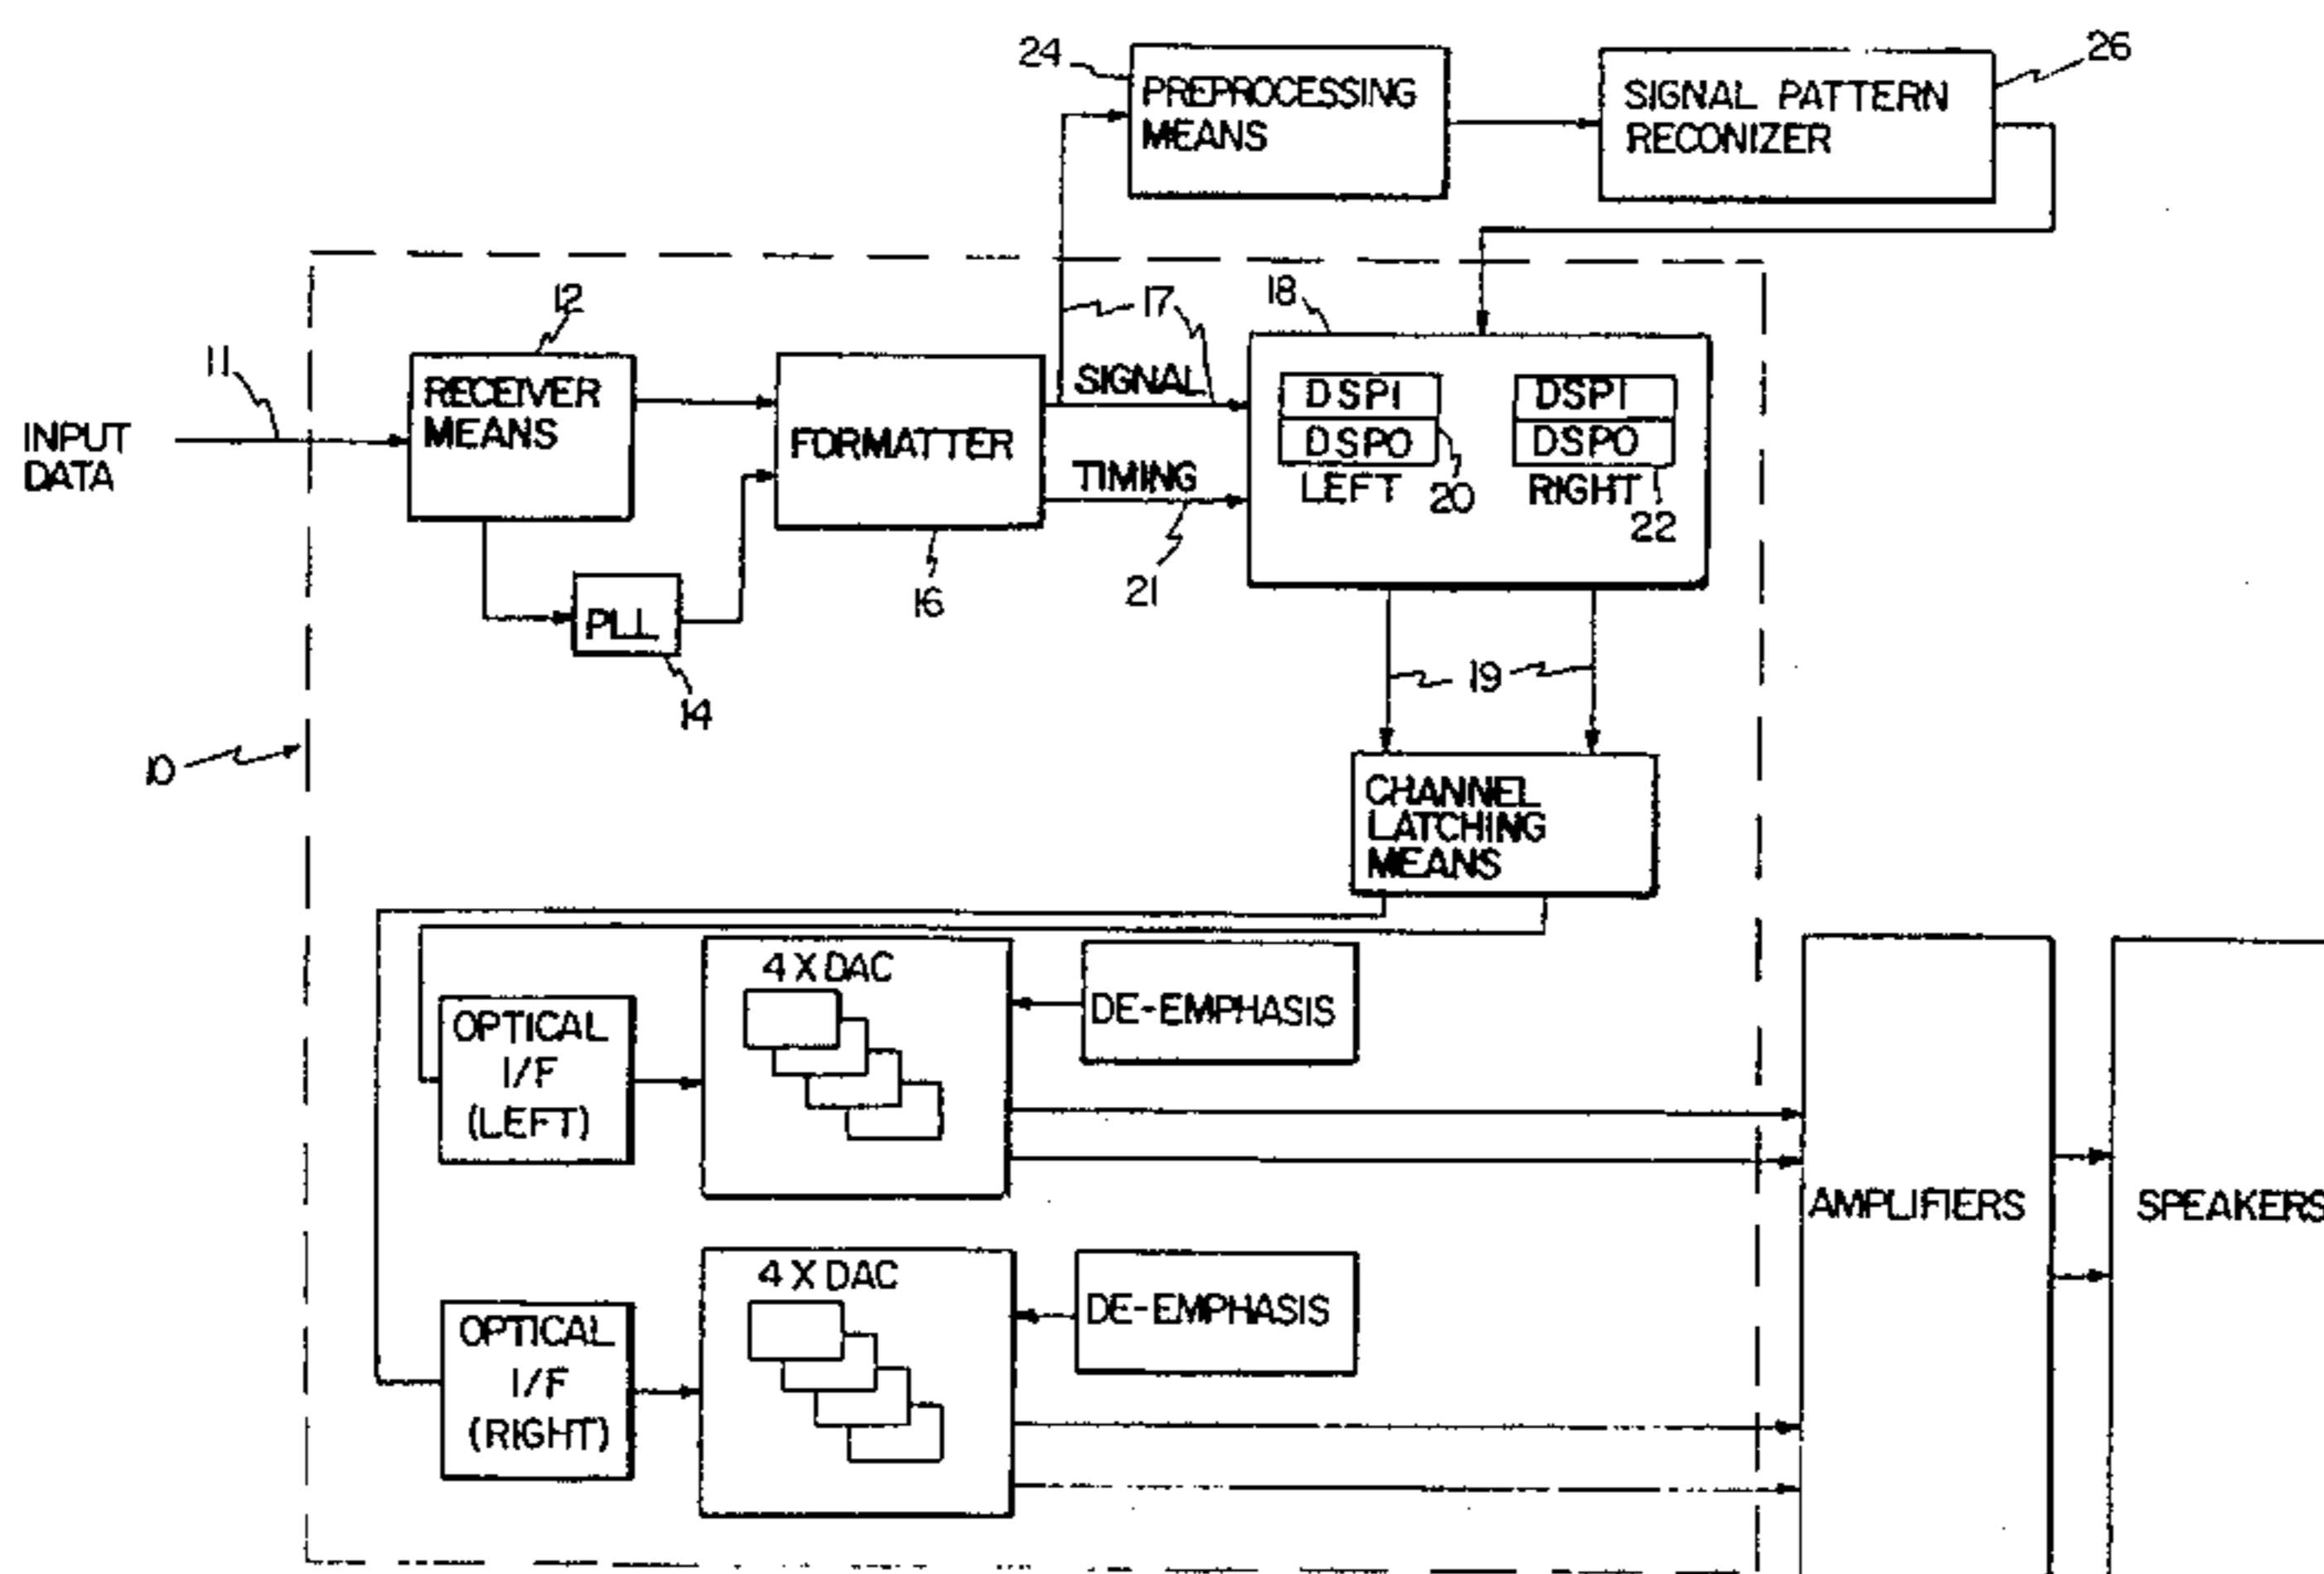 24
PREPROCESSING
MEANS
SIGNAL PATTERN
RECONIZER
26
12
17
18
11
INPUT
DATA
RECEIVER
MEANS
FORMATTER
SIGNAL
TIMING
DSP1
DSPO
LEFT
20
DSP1
DSPO
RIGHT
22
PLL
14
16
21
19
10
CHANNEL
LATCHING
MEANS
4 X DAC
DE-EMPHASIS
OPTICAL
I/F
(LEFT)
AMPLIFIERS
SPEAKERS
4 X DAC
DE-EMPHASIS
OPTICAL
I/F
(RIGHT)